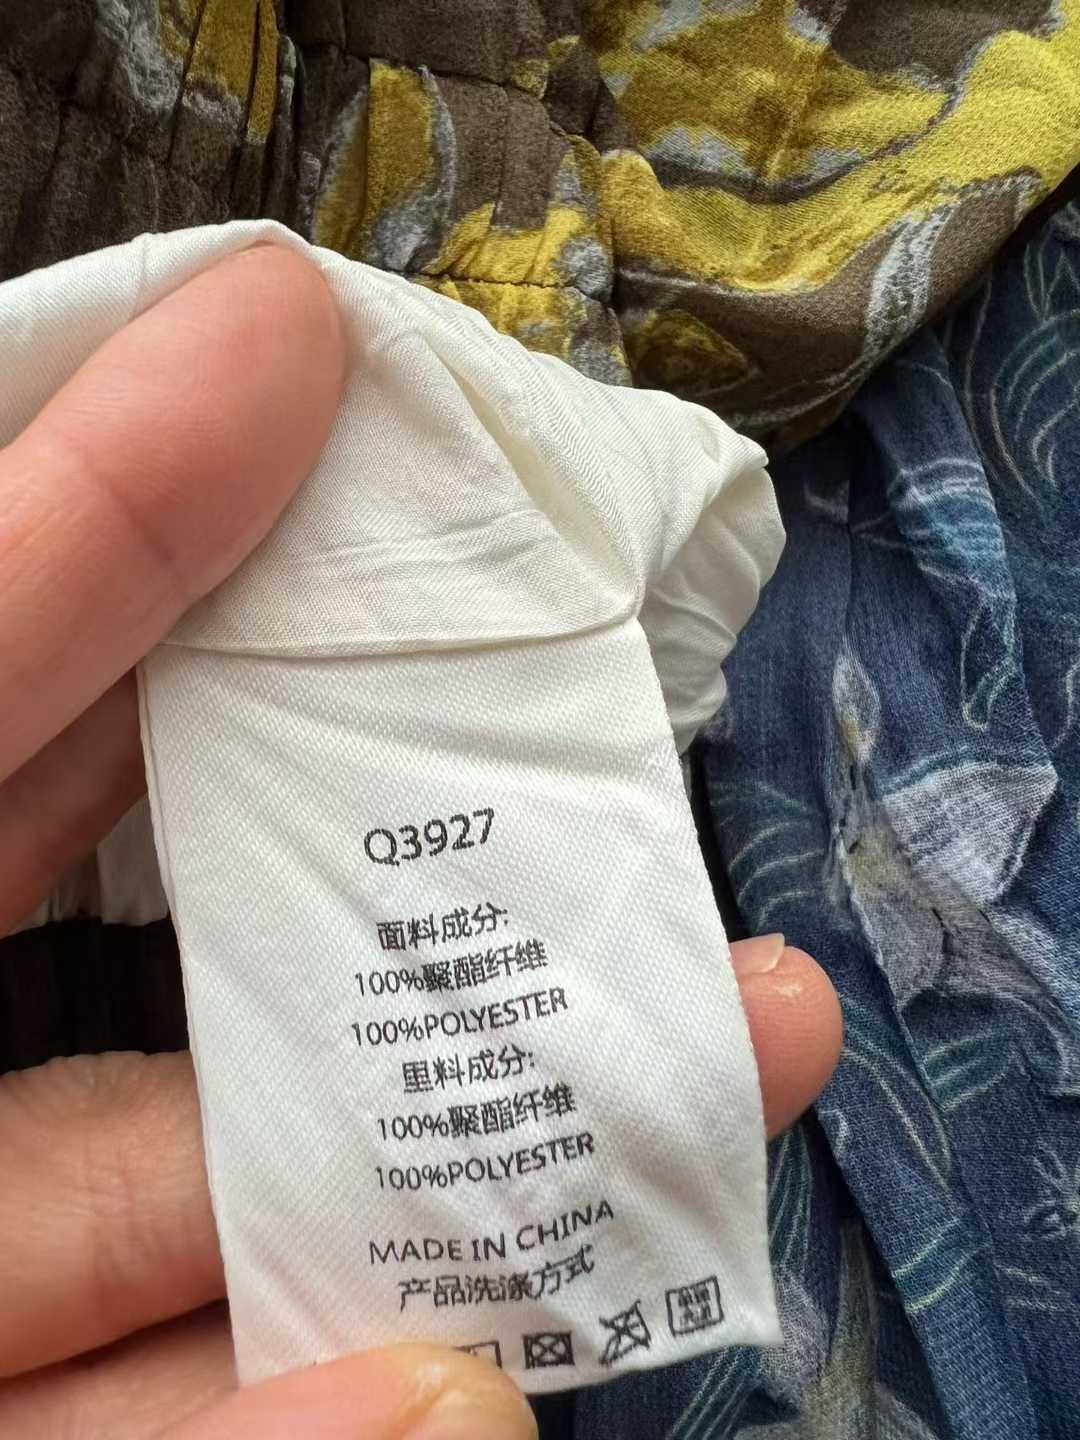 Q3927
面料成分:
100%聚酯纤维
100%POLYESTER
里料成分:
100%聚酯纤维
100%POLYESTER
MADE IN CHINA
产品洗涤方式